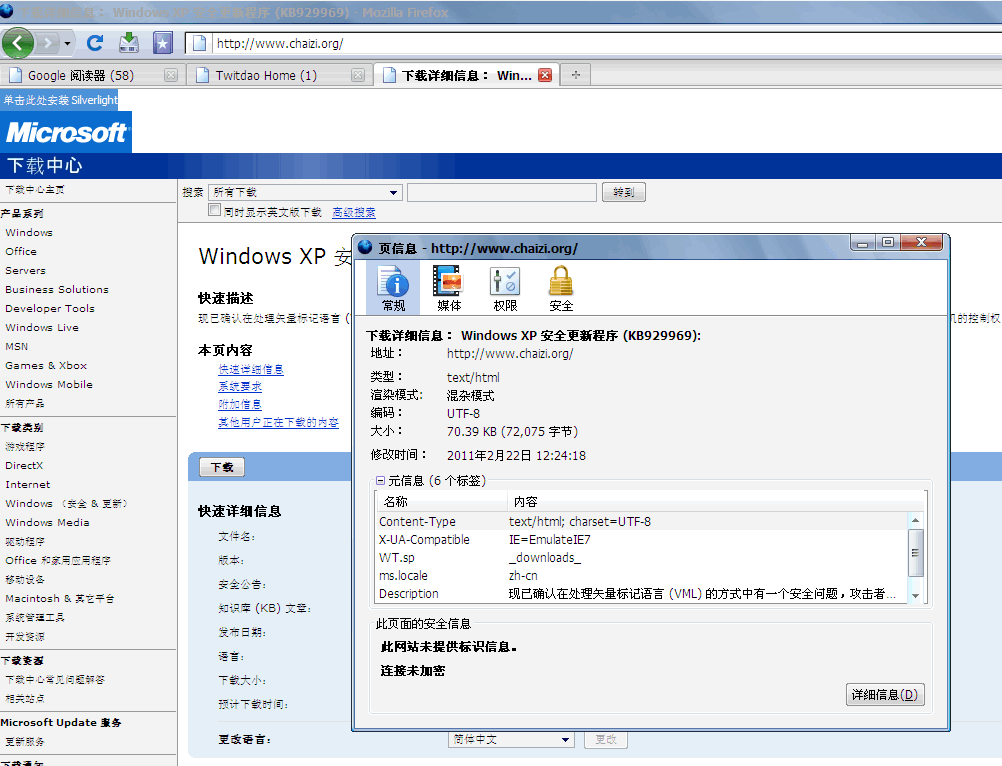 下载详细信息： Windows XP 安全更新程序 (KB929969) - Mozilla Firefox
http://www.chaizi.org/
Google 阅读器 (58)
Twitdao Home (1)
下载详细信息： Win...
单击此处安装 Silverlight
Microsoft
下载中心
下载中心主页
搜索 所有下载 转到
同时显示英文版下载 高级搜索
产品系列
Windows
Office
Servers
Business Solutions
Developer Tools
Windows Live
MSN
Games & Xbox
Windows Mobile
所有产品
下载类别
游戏程序
DirectX
Internet
Windows （安全 & 更新）
Windows Media
驱动程序
Office 和家用应用程序
移动设备
Macintosh & 其它平台
系统管理工具
开发资源
下载资源
下载中心常见问题解答
相关站点
Microsoft Update 服务
更新服务
下载通知
Windows XP 安
快速描述
现已确认在处理矢量标记语言 (
机的控制权
本页内容
快速详细信息
系统要求
附加信息
其他用户正在下载的内容
下载
快速详细信息
文件名:
版本:
安全公告:
知识库 (KB) 文章:
发布日期:
语言:
下载大小:
预计下载时间:
更改语言: 简体中文 更改
页信息 - http://www.chaizi.org/
常规 媒体 权限 安全
下载详细信息： Windows XP 安全更新程序 (KB929969):
地址： http://www.chaizi.org/
类型： text/html
渲染模式: 混杂模式
编码： UTF-8
大小： 70.39 KB (72,075 字节)
修改时间： 2011年2月22日 12:24:18
元信息 (6 个标签)
名称 内容
Content-Type text/html; charset=UTF-8
X-UA-Compatible IE=EmulateIE7
WT.sp _downloads_
ms.locale zh-cn
Description 现已确认在处理矢量标记语言 (VML) 的方式中有一个安全问题，攻击者...
此页面的安全信息
此网站未提供标识信息。
连接未加密
详细信息(D)